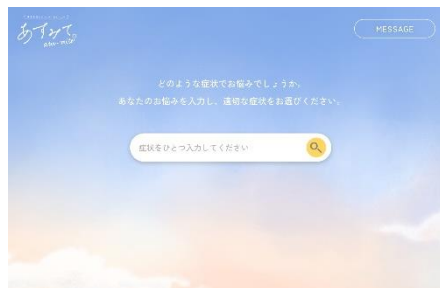 あすみて。
asu-mite
MESSAGE
どのような症状でお悩みでしょうか。
あなたのお悩みを入力し、適切な症状をお選びください。
症状をひとつ入力してください